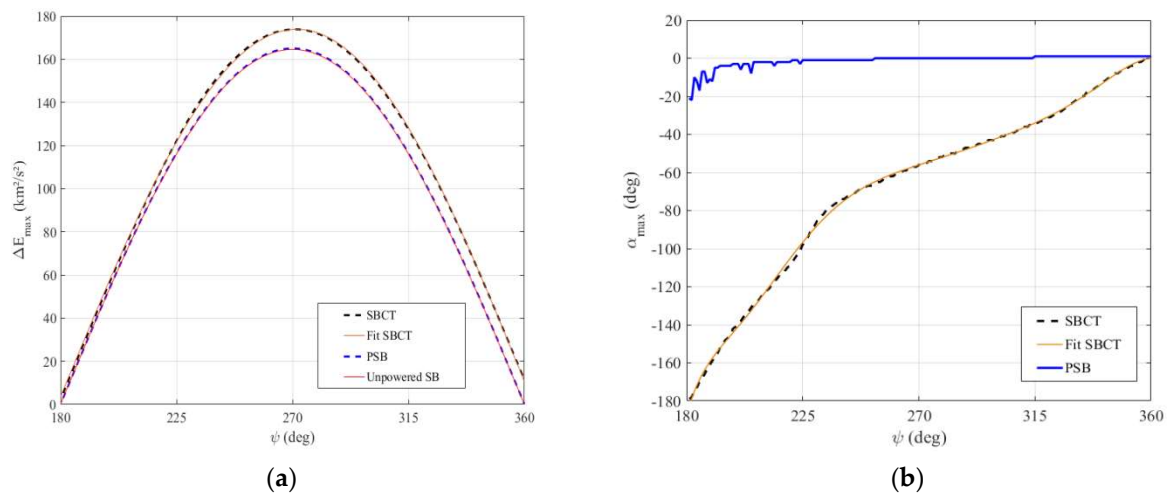 180
160
140
120
100
80
60
40
20
0
ΔE_max (km²/s²)
SBCT
Fit SBCT
PSB
Unpowered SB
180 225 270 315 360
ψ (deg)
(a)
20
0
-20
-40
-60
-80
-100
-120
-140
-160
-180
α_max (deg)
SBCT
Fit SBCT
PSB
180 225 270 315 360
ψ (deg)
(b)